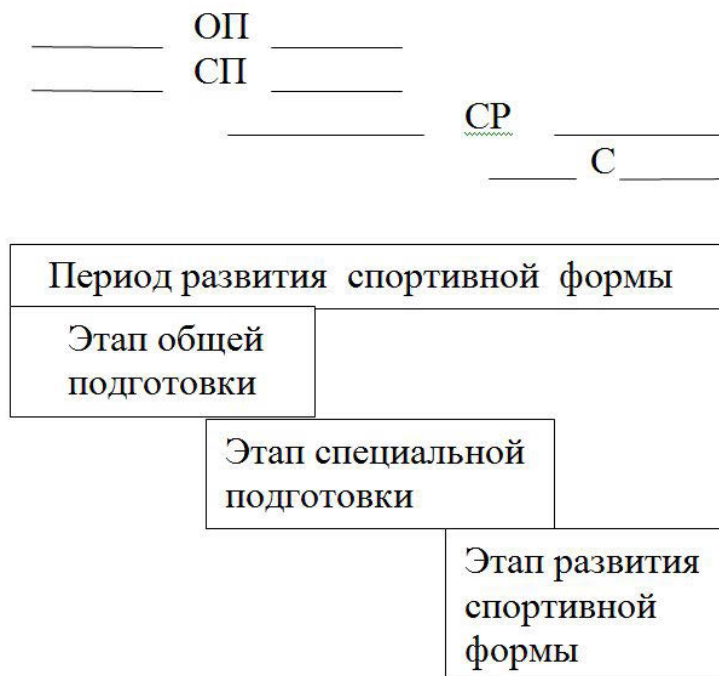 ОП
СП
СР
С
Период развития спортивной формы
Этап общей
подготовки
Этап специальной
подготовки
Этап развития
спортивной
формы